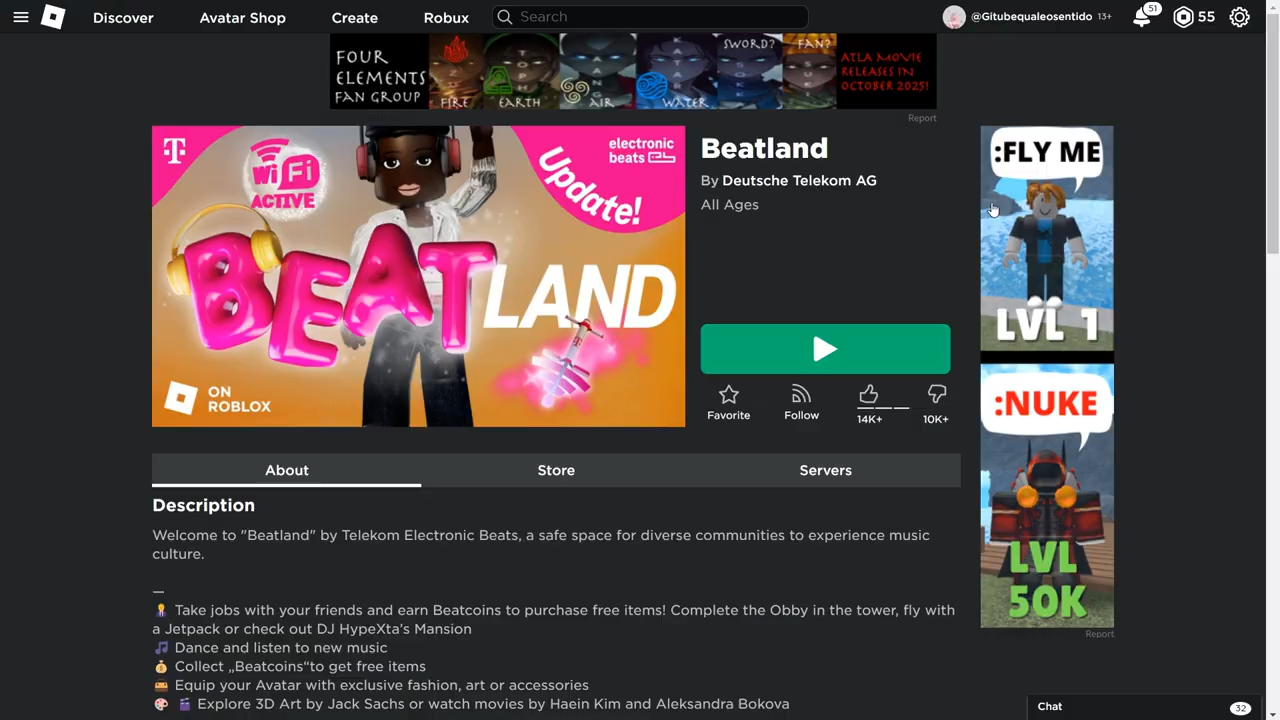 Discover
Avatar Shop
Create
Robux
Search
@Gitubequaleosentido 13+
51
55
FOUR ELEMENTS FAN GROUP
FIRE
TOPH
EARTH
AANG
AIR
KATARA
WATER
SWORD?
SOKKA
FAN?
ATLA MOVIE RELEASES IN OCTOBER 2025!
Report
T
WiFi
ACTIVE
electronic
beats eb
Update!
BEATLAND
ON
ROBLOX
Beatland
By Deutsche Telekom AG
All Ages
Favorite
Follow
14K+
10K+
:FLY ME
LVL 1
:NUKE
LVL
50K
Report
About
Store
Servers
Description
Welcome to "Beatland" by Telekom Electronic Beats, a safe space for diverse communities to experience music
culture.
—
Take jobs with your friends and earn Beatcoins to purchase free items! Complete the Obby in the tower, fly with
a Jetpack or check out DJ HypeXta's Mansion
Dance and listen to new music
Collect „Beatcoins“to get free items
Equip your Avatar with exclusive fashion, art or accessories
Explore 3D Art by Jack Sachs or watch movies by Haein Kim and Aleksandra Bokova
Chat
32